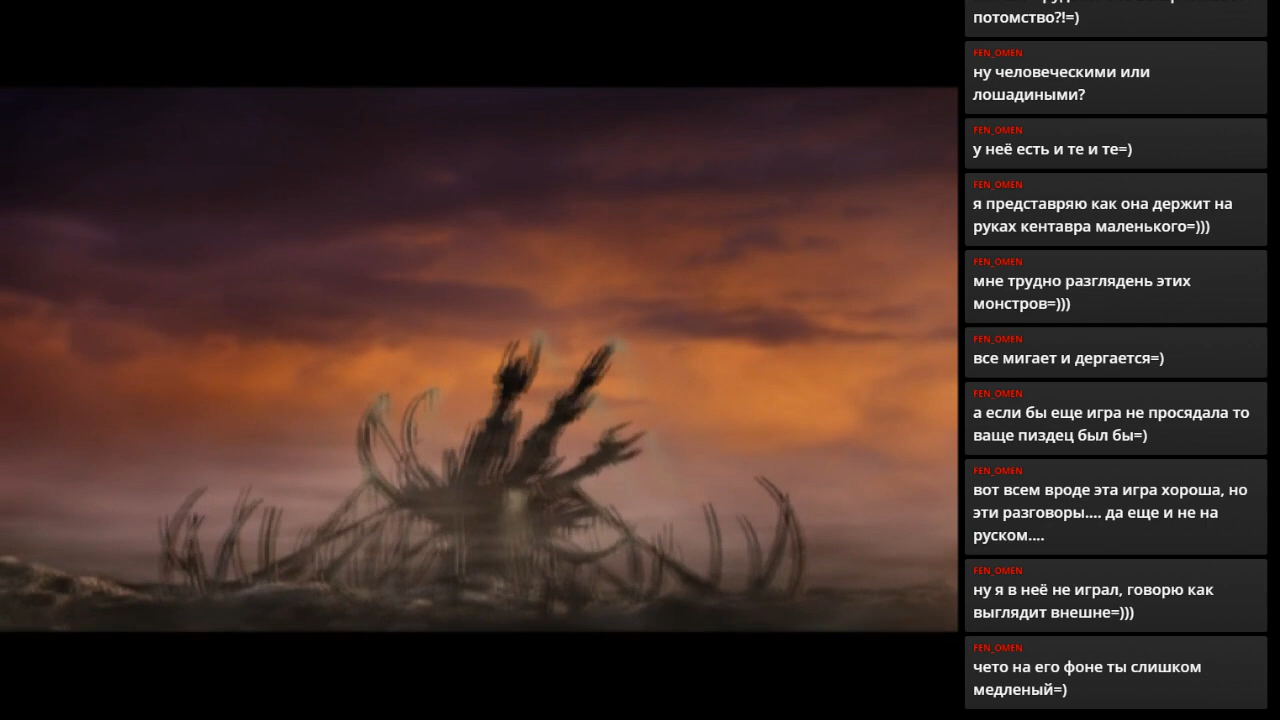 потомство?!=)
FEN_OMEN
ну человеческими или
лошадиными?
FEN_OMEN
у неё есть и те и те=)
FEN_OMEN
я представряю как она держит на
руках кентавра маленького=)))
FEN_OMEN
мне трудно разглядень этих
монстров=)))
FEN_OMEN
все мигает и дергается=)
FEN_OMEN
а если бы еще игра не просядала то
ваще пиздец был бы=)
FEN_OMEN
вот всем вроде эта игра хороша, но
эти разговоры.... да еще и не на
руском....
FEN_OMEN
ну я в неё не играл, говорю как
выглядит внешне=)))
FEN_OMEN
чето на его фоне ты слишком
медленый=)